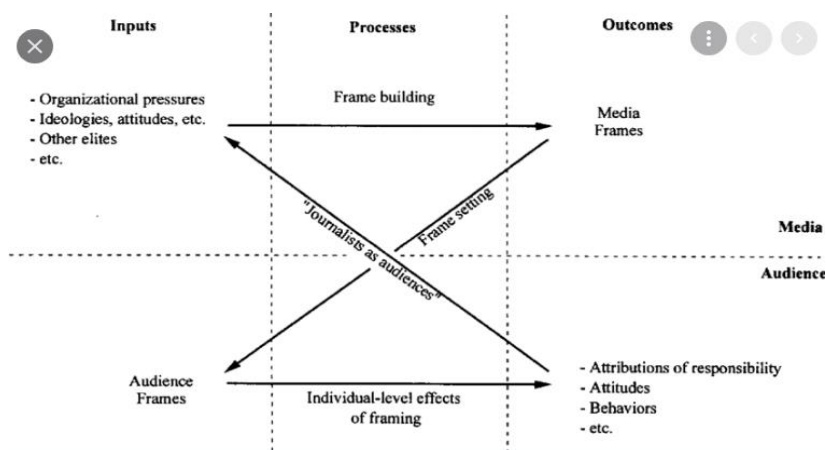 Inputs
Processes
Outcomes
- Organizational pressures
- Ideologies, attitudes, etc.
- Other elites
- etc.
Frame building
Media
Frames
"Journalists as audiences"
Frame setting
Media
Audience
Audience
Frames
Individual-level effects
of framing
- Attributions of responsibility
- Attitudes
- Behaviors
- etc.